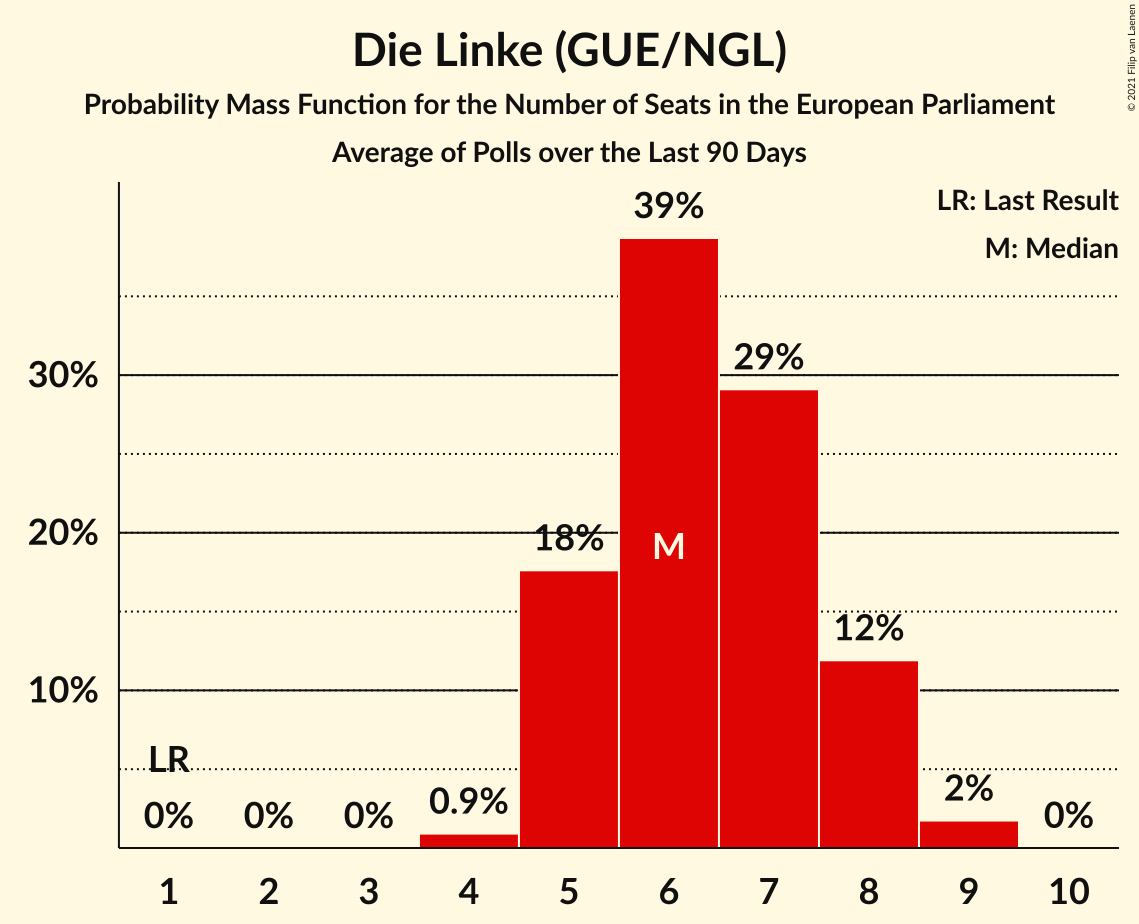 Die Linke (GUE/NGL)
Probability Mass Function for the Number of Seats in the European Parliament
Average of Polls over the Last 90 Days
© 2021 Filip van Laenen
LR: Last Result
M: Median
39%
30%
29%
20%
18%
M
12%
10%
LR
0%
0%
0%
0.9%
2%
0%
1 2 3 4 5 6 7 8 9 10